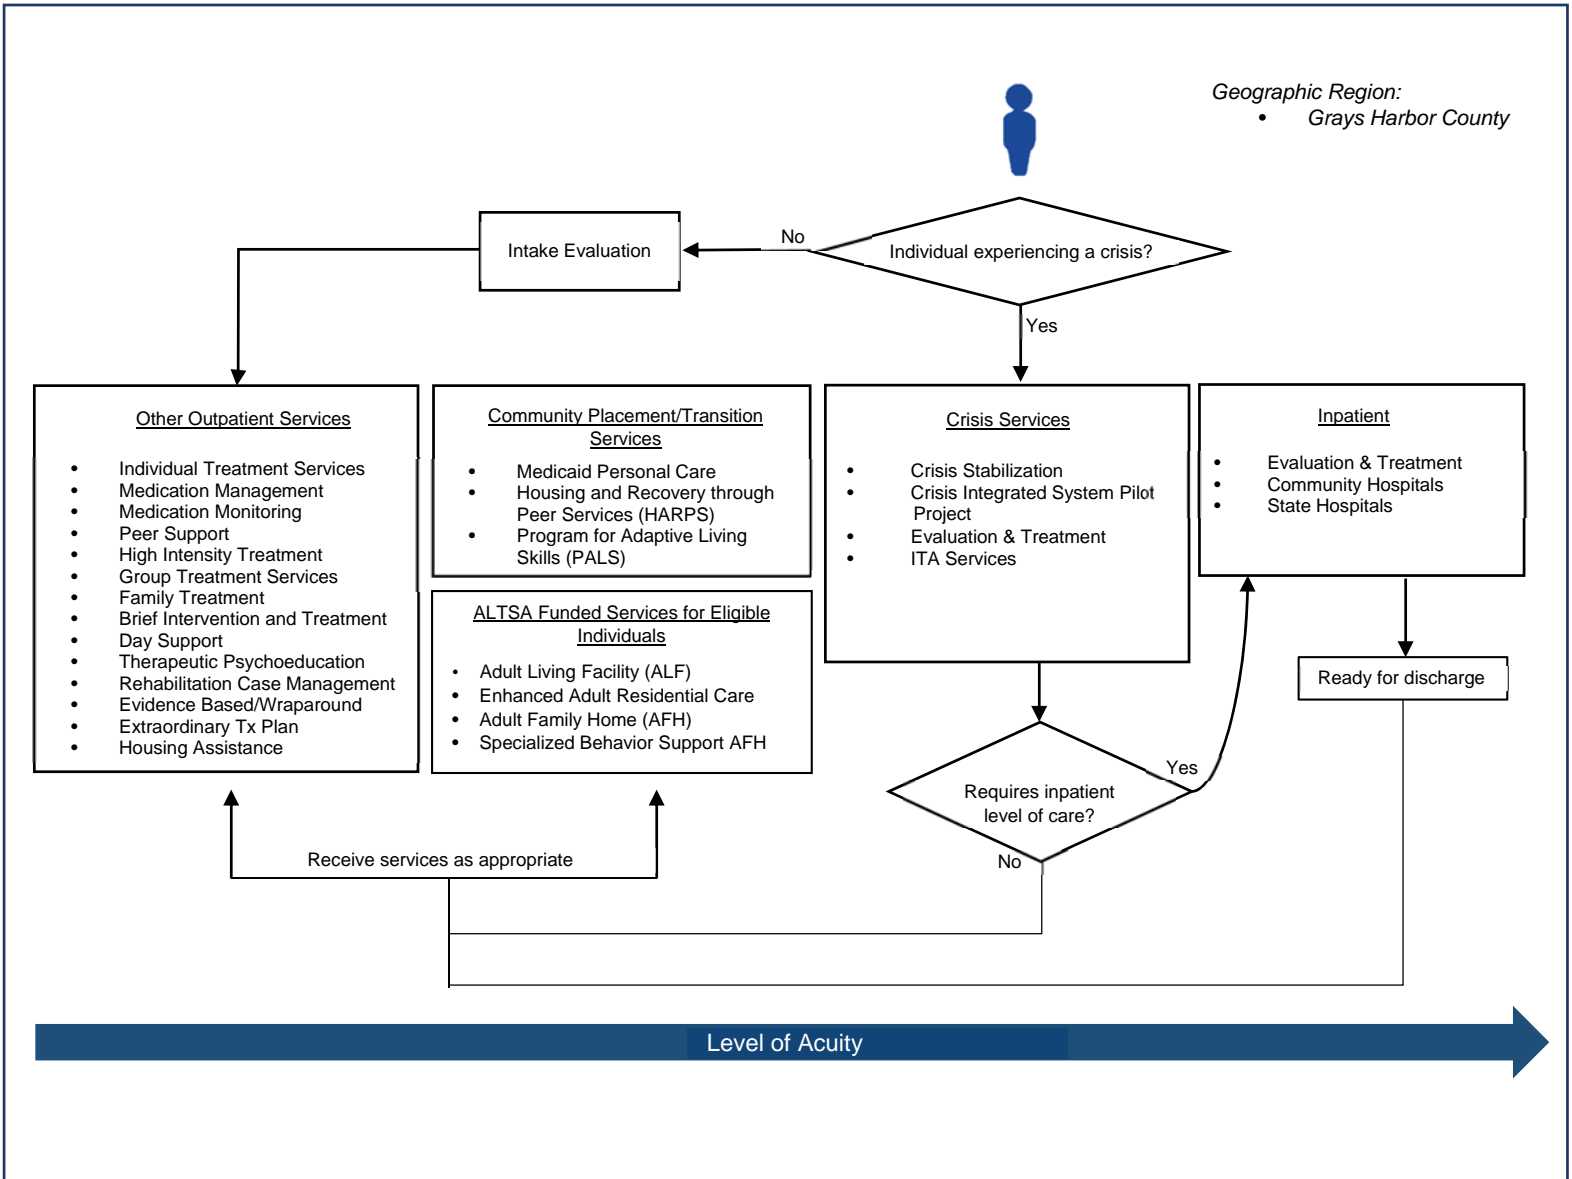 Geographic Region:
• Grays Harbor County
Individual experiencing a crisis?
No
Intake Evaluation
Yes
Other Outpatient Services
• Individual Treatment Services
• Medication Management
• Medication Monitoring
• Peer Support
• High Intensity Treatment
• Group Treatment Services
• Family Treatment
• Brief Intervention and Treatment
• Day Support
• Therapeutic Psychoeducation
• Rehabilitation Case Management
• Evidence Based/Wraparound
• Extraordinary Tx Plan
• Housing Assistance
Community Placement/Transition
Services
• Medicaid Personal Care
• Housing and Recovery through
Peer Services (HARPS)
• Program for Adaptive Living
Skills (PALS)
ALTSA Funded Services for Eligible
Individuals
• Adult Living Facility (ALF)
• Enhanced Adult Residential Care
• Adult Family Home (AFH)
• Specialized Behavior Support AFH
Crisis Services
• Crisis Stabilization
• Crisis Integrated System Pilot
Project
• Evaluation & Treatment
• ITA Services
Inpatient
• Evaluation & Treatment
• Community Hospitals
• State Hospitals
Ready for discharge
Requires inpatient
level of care?
Yes
No
Receive services as appropriate
Level of Acuity